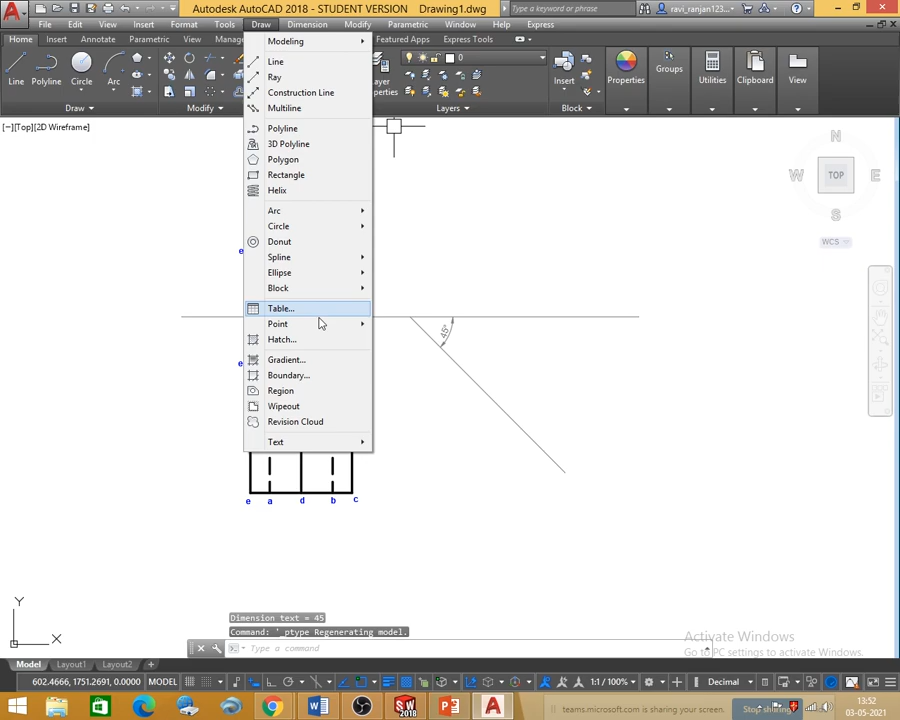 Autodesk AutoCAD 2018 - STUDENT VERSION Drawing1.dwg
Type a keyword or phrase
ravi_ranjan123...
File Edit View Insert Format Draw Dimension Modify Parametric Window Help Express
Home Insert Annotate Parametric View Featured Apps Express Tools
Line Polyline Circle Insert Properties Groups Utilities Clipboard View
0
Draw Modify Layers Block
[−][Top][2D Wireframe]
Modeling
Line
Ray
Construction Line
Multiline
Polyline
3D Polyline
Polygon
Rectangle
Helix
Arc
Circle
Donut
Spline
Ellipse
Block
Table...
Point
Hatch...
Gradient...
Boundary...
Region
Wipeout
Revision Cloud
Text
N
W TOP E
S
WCS
45°
e a d b c
Y
X
Dimension text = 45
Command: '_ptype Regenerating model.
Type a command
Activate Windows
Go to PC settings to activate Windows.
Model Layout1 Layout2 +
602.4666, 1751.2691, 0.0000 MODEL 1:1 / 100% Decimal
teams.microsoft.com is sharing your screen. Stop sharing
13:52
03-05-2021